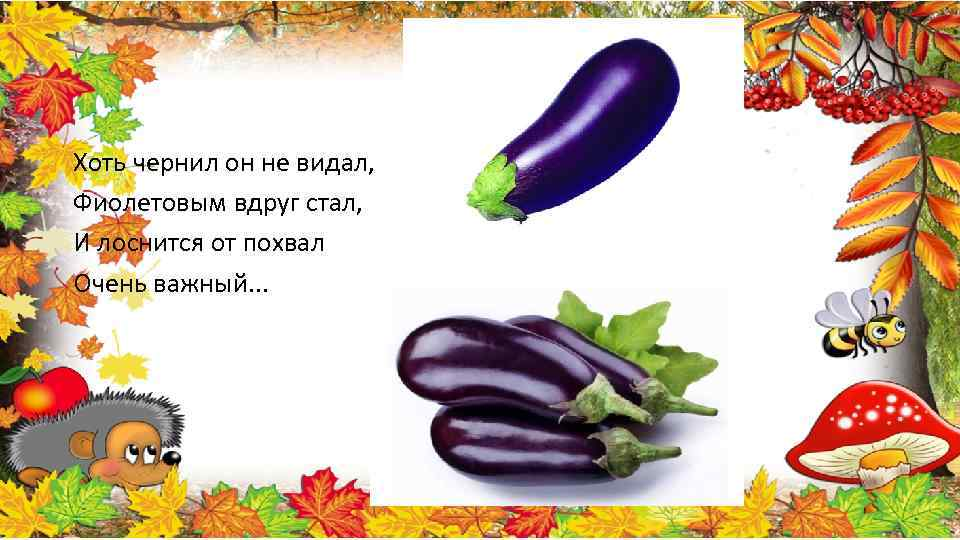 Хоть чернил он не видал,
Фиолетовым вдруг стал,
И лоснится от похвал
Очень важный...